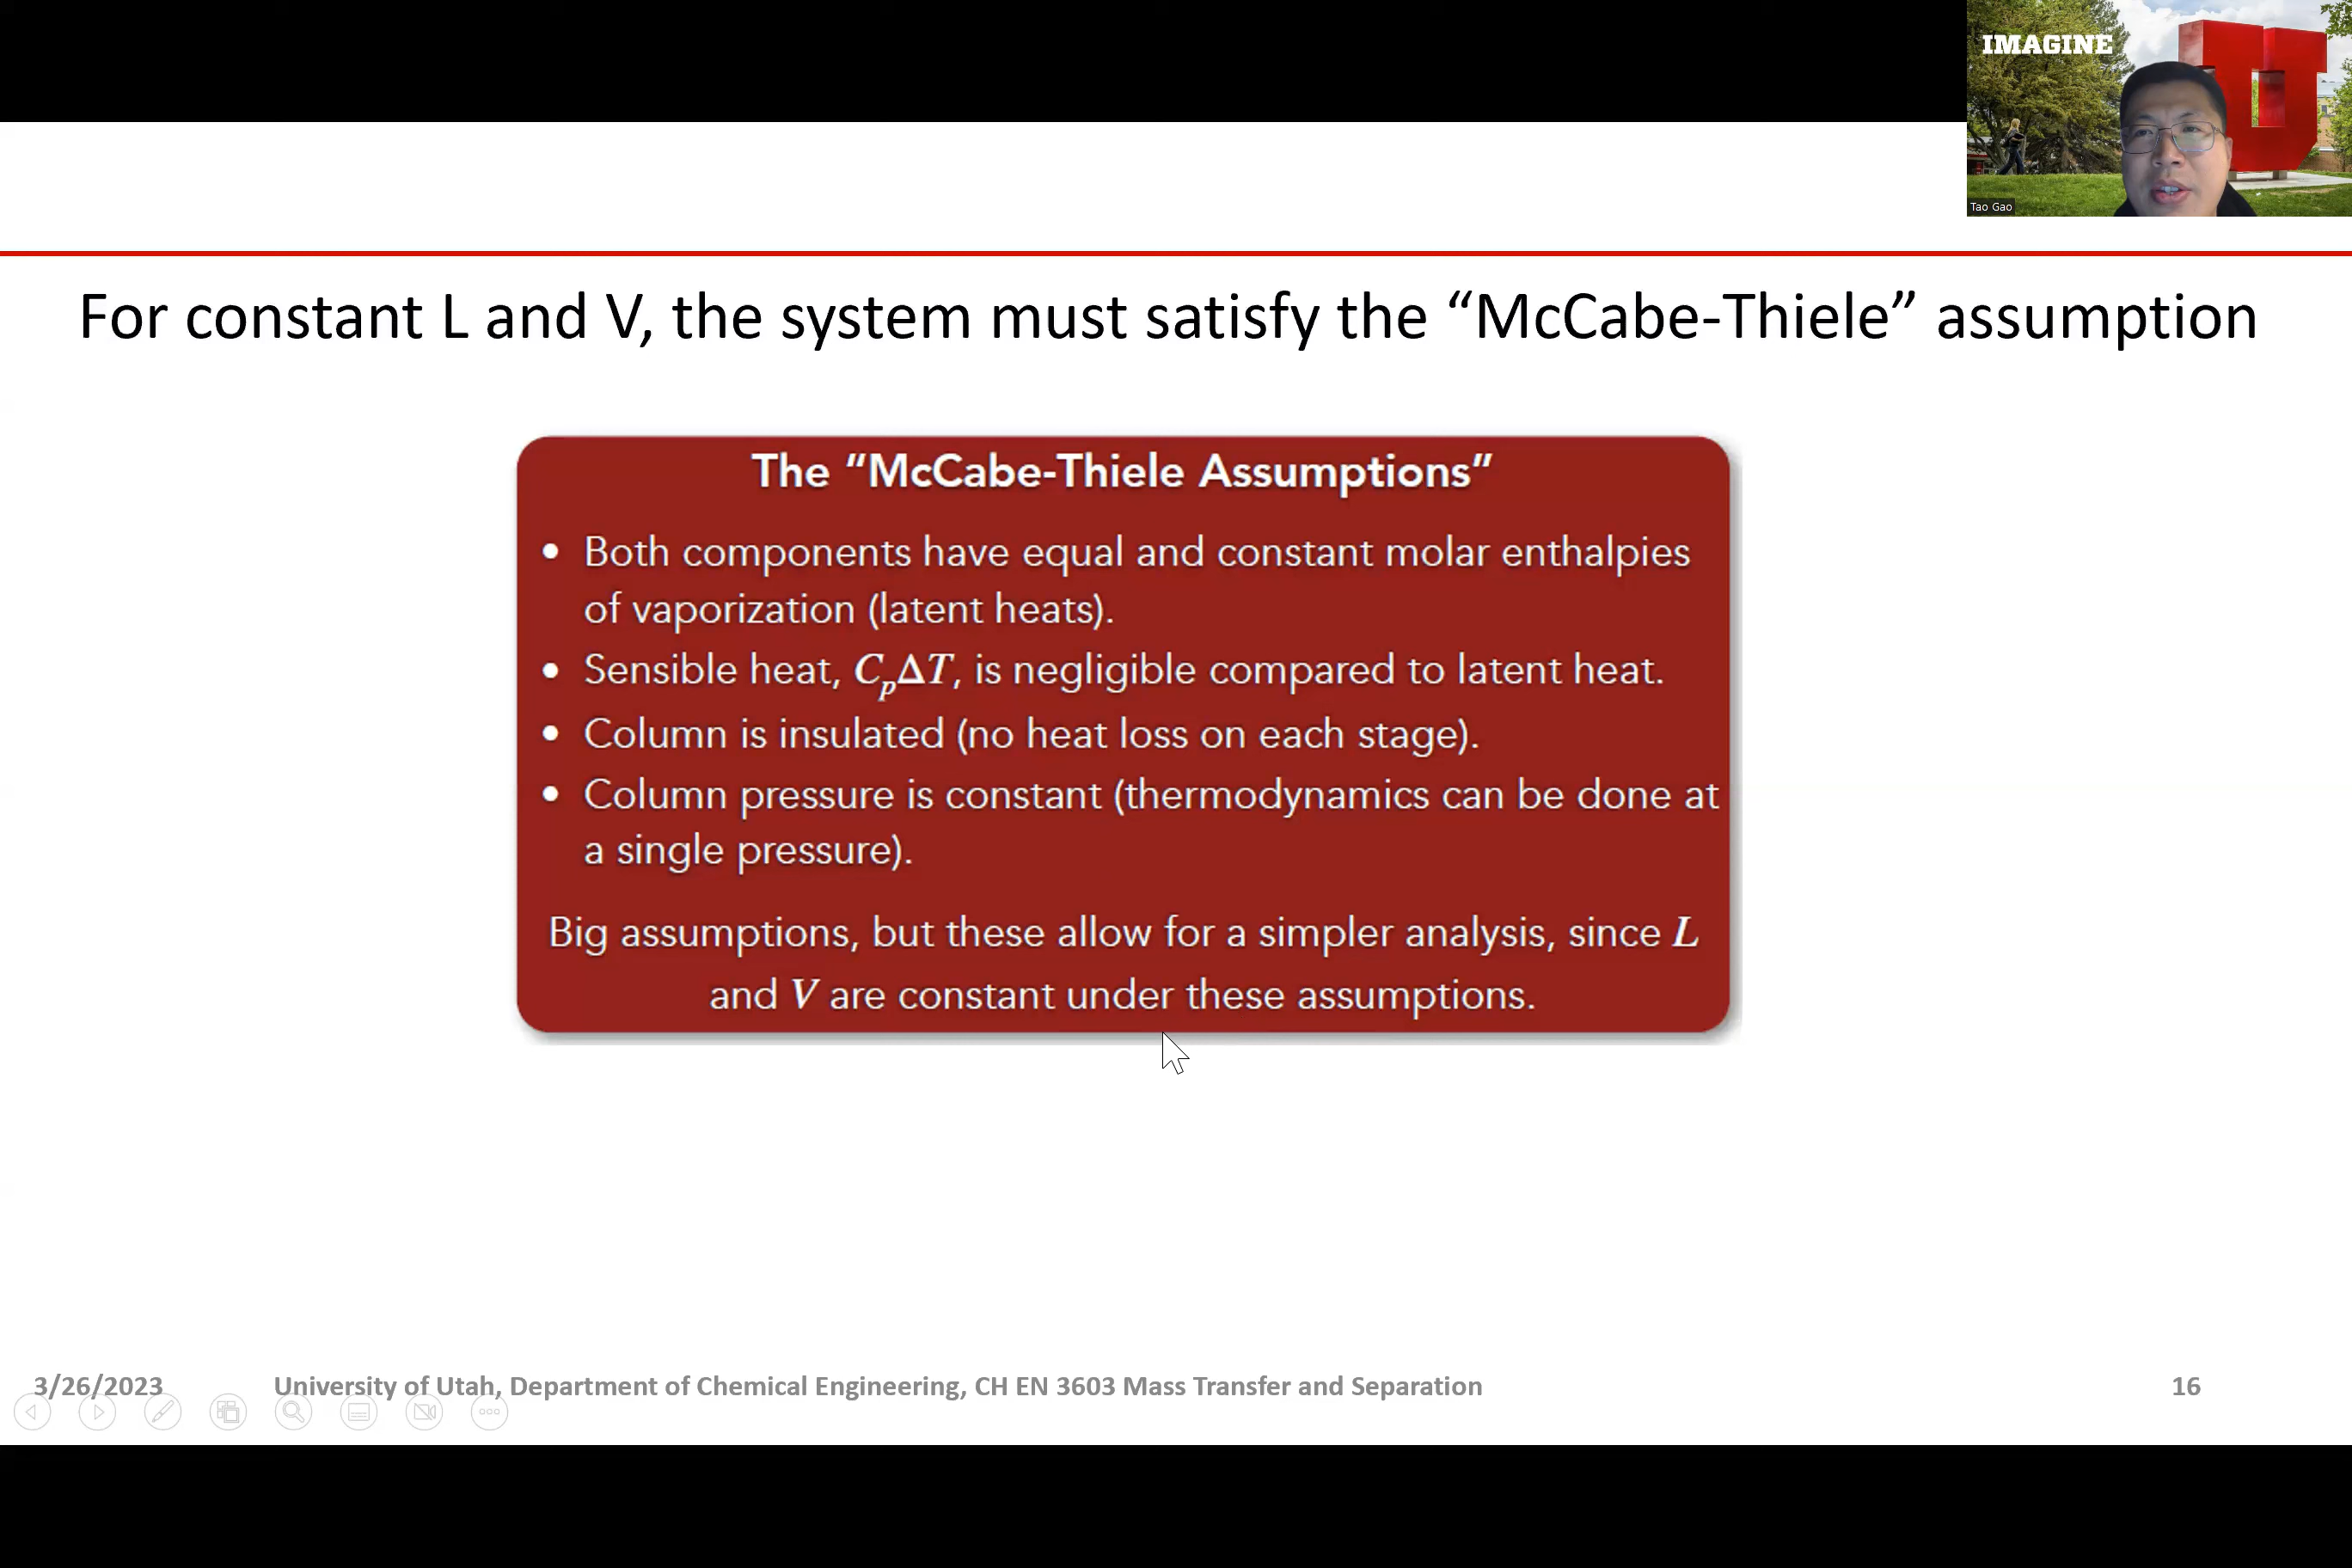 IMAGINE
Tao Gao
For constant L and V, the system must satisfy the “McCabe-Thiele” assumption
The “McCabe-Thiele Assumptions”
• Both components have equal and constant molar enthalpies
of vaporization (latent heats).
• Sensible heat, CpΔT, is negligible compared to latent heat.
• Column is insulated (no heat loss on each stage).
• Column pressure is constant (thermodynamics can be done at
a single pressure).
Big assumptions, but these allow for a simpler analysis, since L
and V are constant under these assumptions.
3/26/2023 University of Utah, Department of Chemical Engineering, CH EN 3603 Mass Transfer and Separation 16